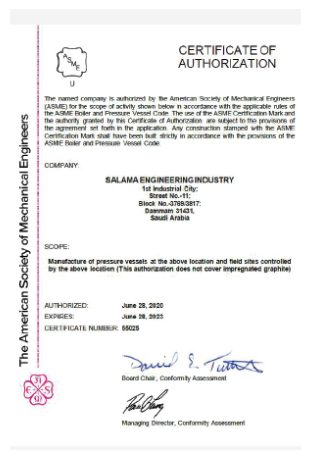 CERTIFICATE OF
AUTHORIZATION
ASME
U
The named company is authorized by the American Society of Mechanical Engineers
(ASME) for the scope of activity shown below in accordance with the applicable rules of
the ASME Boiler and Pressure Vessel Code. The use of the ASME Certification Mark and
the authority granted by this Certificate of Authorization are subject to the provisions of
the agreement set forth in the application. Any construction stamped with the ASME
Certification Mark shall have been built strictly in accordance with the provisions of the
ASME Boiler and Pressure Vessel Code.
COMPANY:
SALAMA ENGINEERING INDUSTRY
1st Industrial City;
Street No.-11;
Block No.-3769/3817;
Dammam 31431,
Saudi Arabia
SCOPE:
Manufacture of pressure vessels at the above location and field sites controlled
by the above location (This authorization does not cover impregnated graphite)
AUTHORIZED: June 28, 2020
EXPIRES: June 28, 2023
CERTIFICATE NUMBER: 55025
Board Chair, Conformity Assessment
Managing Director, Conformity Assessment
The American Society of Mechanical Engineers